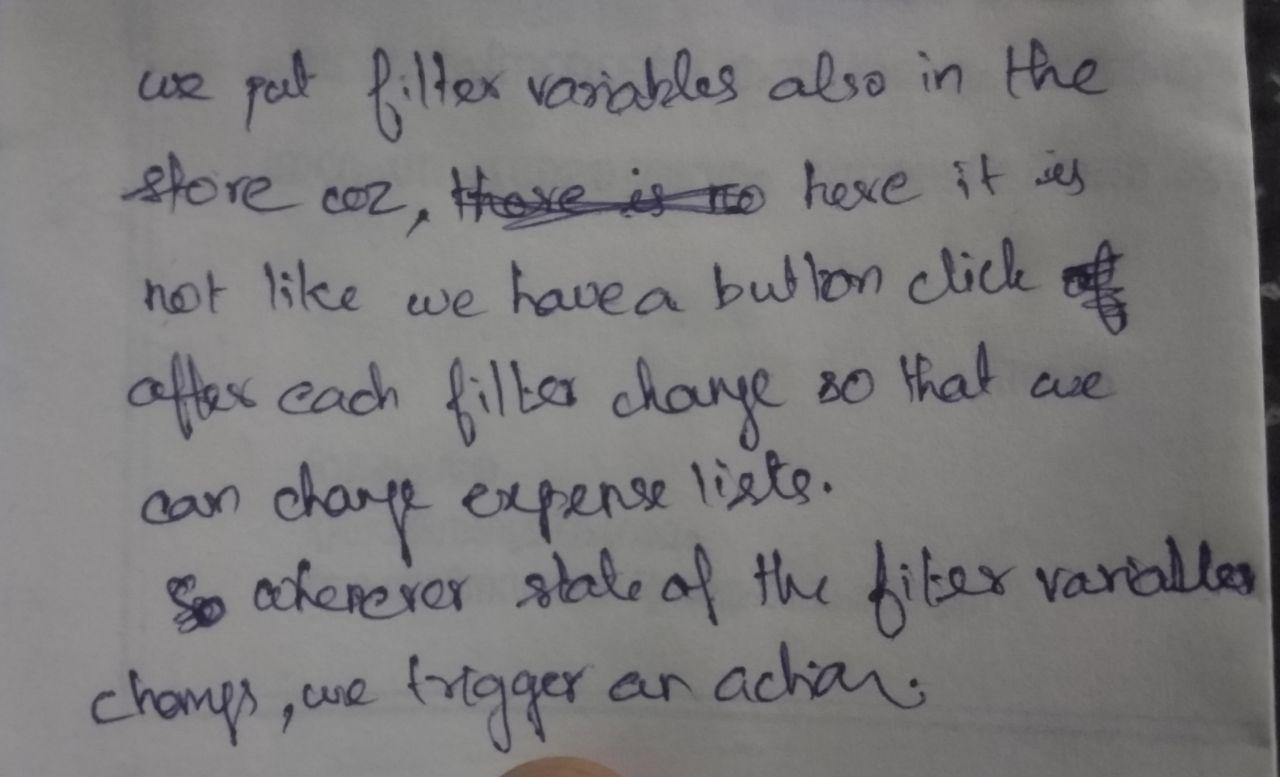 we put filter variables also in the
store coz, there is no here it is
not like we have a button click of
after each filter change so that we
can change expense lists.
So whenever state of the filter variables
changes, we trigger an action.